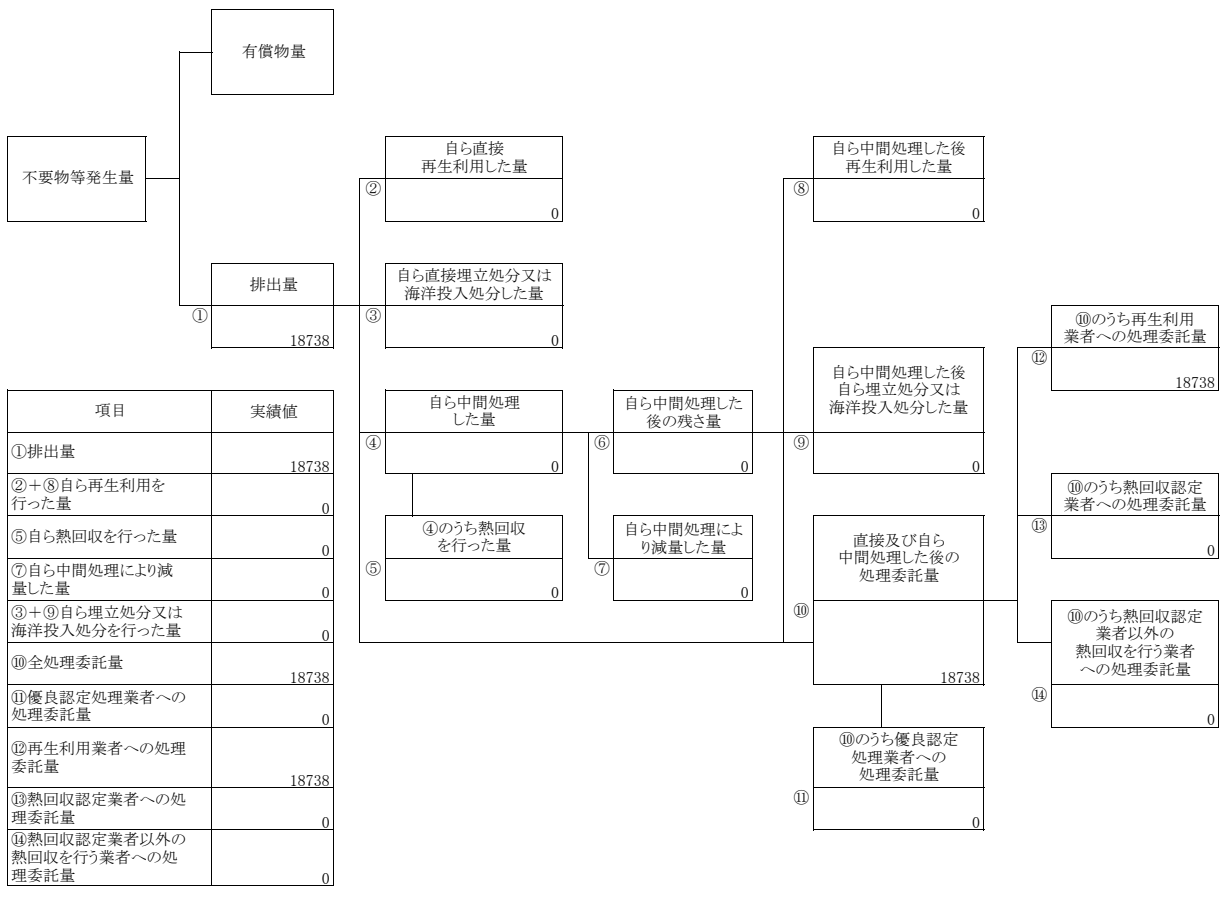 有償物量
不要物等発生量
排出量
①
18738
自ら直接
再生利用した量
②
0
自ら直接埋立処分又は
海洋投入処分した量
③
0
自ら中間処理
した量
④
0
④のうち熱回収
を行った量
⑤
0
自ら中間処理した
後の残さ量
⑥
0
自ら中間処理によ
り減量した量
⑦
0
自ら中間処理した後
再生利用した量
⑧
0
自ら中間処理した後
自ら埋立処分又は
海洋投入処分した量
⑨
0
直接及び自ら
中間処理した後の
処理委託量
⑩
18738
⑩のうち優良認定
処理業者への
処理委託量
⑪
0
⑩のうち再生利用
業者への処理委託量
⑫
18738
⑩のうち熱回収認定
業者への処理委託量
⑬
0
⑩のうち熱回収認定
業者以外の
熱回収を行う業者
への処理委託量
⑭
0
項目 実績値
①排出量
18738
②＋⑧自ら再生利用を
行った量
0
⑤自ら熱回収を行った量
0
⑦自ら中間処理により減
量した量
0
③＋⑨自ら埋立処分又は
海洋投入処分を行った量
0
⑩全処理委託量
18738
⑪優良認定処理業者への
処理委託量
0
⑫再生利用業者への処理
委託量
18738
⑬熱回収認定業者への処
理委託量
0
⑭熱回収認定業者以外の
熱回収を行う業者への処
理委託量
0